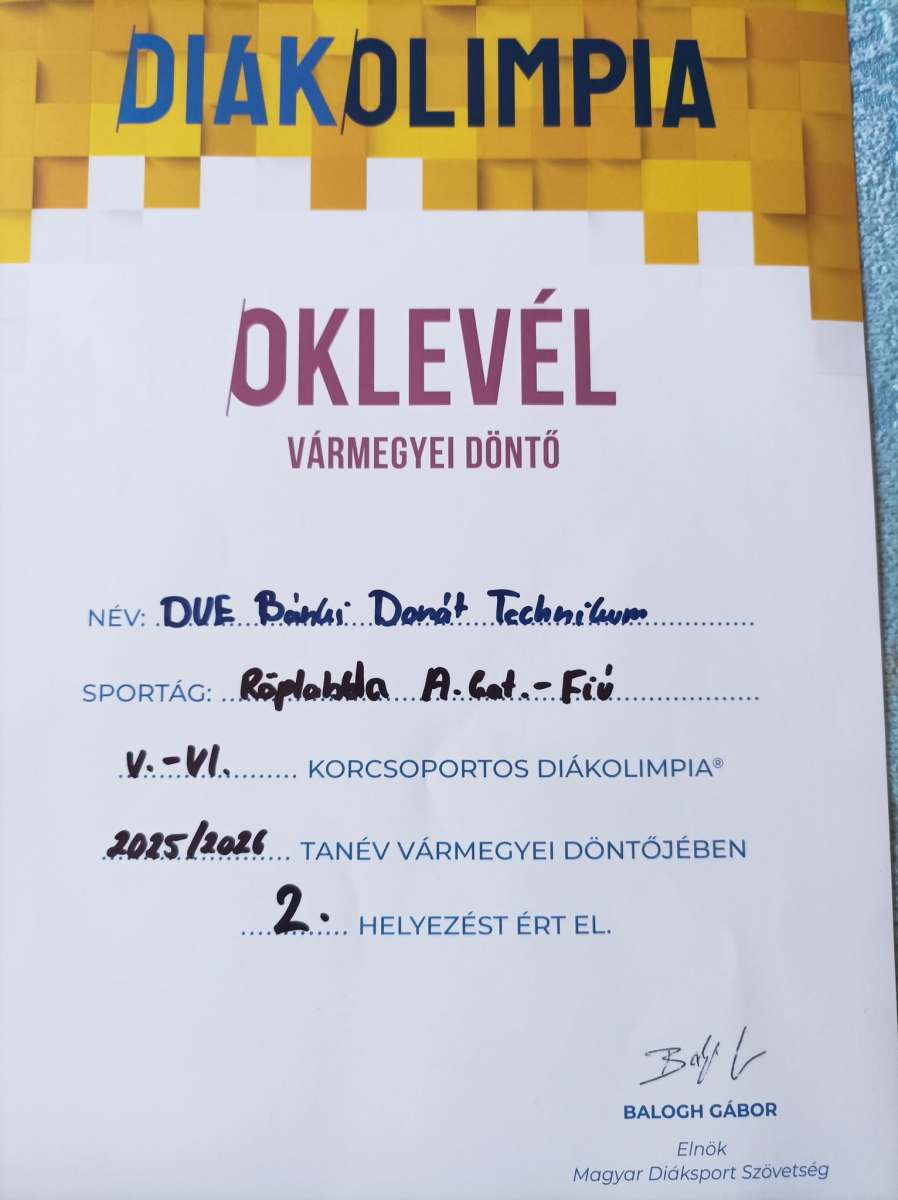 DIÁKOLIMPIA
OKLEVÉL
VÁRMEGYEI DÖNTŐ
NÉV: DUE Bánki Donát Technikum
SPORTÁG: Röplabda A.kat.-Fiú
V.-VI. KORCSOPORTOS DIÁKOLIMPIA®
2025/2026 TANÉV VÁRMEGYEI DÖNTŐJÉBEN
2. HELYEZÉST ÉRT EL.
BALOGH GÁBOR
Elnök
Magyar Diáksport Szövetség